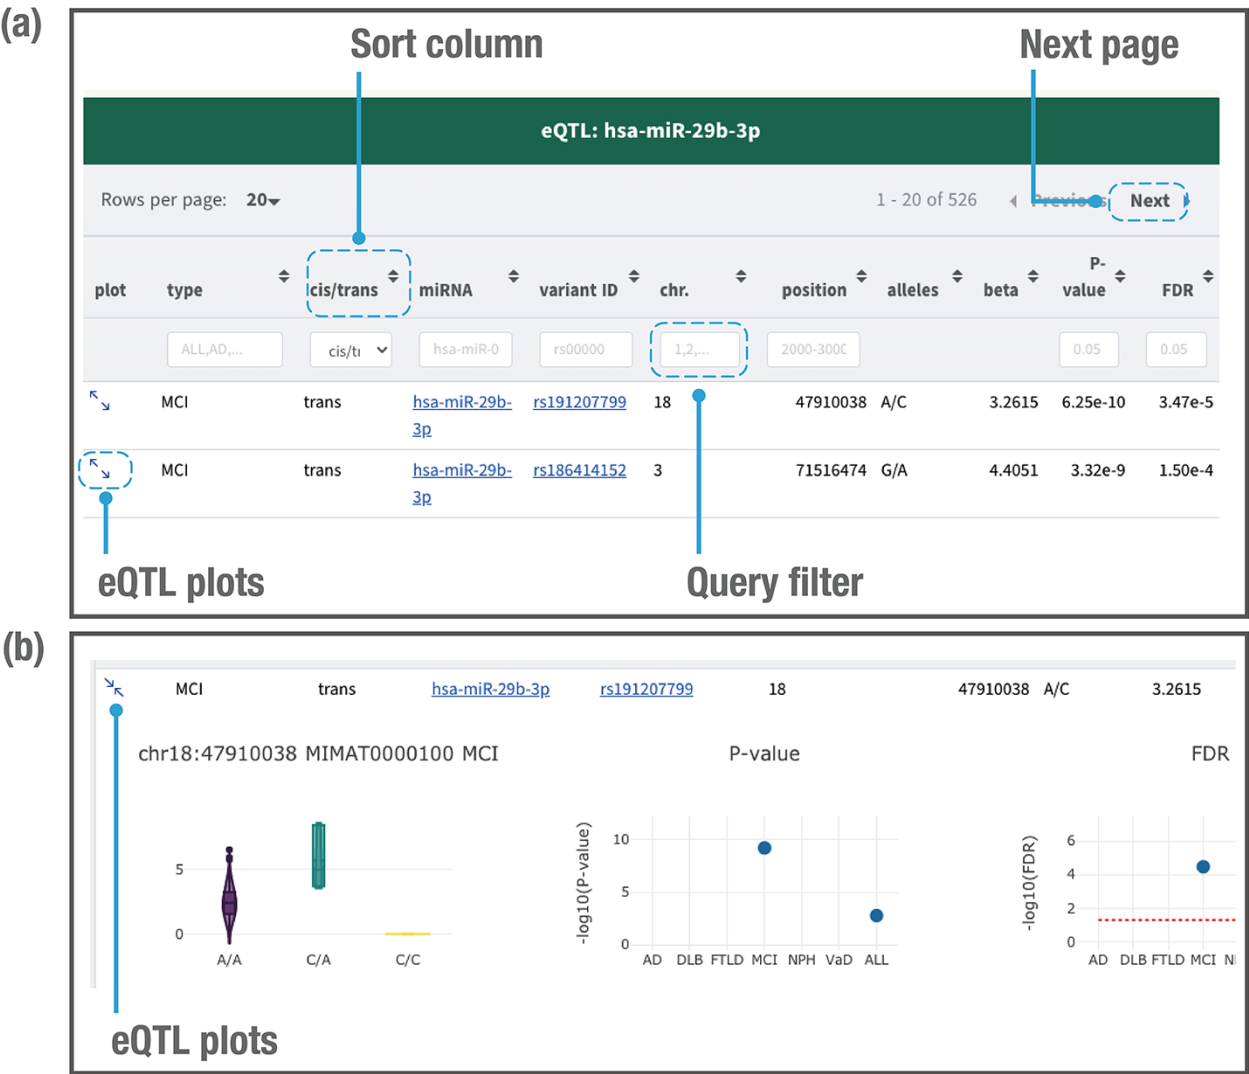 (a)
Sort column
Next page
eQTL: hsa-miR-29b-3p
Rows per page: 20
1 - 20 of 526
Previous
Next
plot type cis/trans miRNA variant ID chr. position alleles beta P-value FDR
ALL,AD,... cis/tr hsa-miR-0 rs00000 1,2,... 2000-3000 0.05 0.05
MCI trans hsa-miR-29b-3p rs191207799 18 47910038 A/C 3.2615 6.25e-10 3.47e-5
MCI trans hsa-miR-29b-3p rs186414152 3 71516474 G/A 4.4051 3.32e-9 1.50e-4
eQTL plots
Query filter
(b)
MCI trans hsa-miR-29b-3p rs191207799 18 47910038 A/C 3.2615
chr18:47910038 MIMAT0000100 MCI
P-value
FDR
5
0
A/A C/A C/C
-log10(P-value)
10
5
0
AD DLB FTLD MCI NPH VaD ALL
-log10(FDR)
6
4
2
0
AD DLB FTLD MCI
eQTL plots